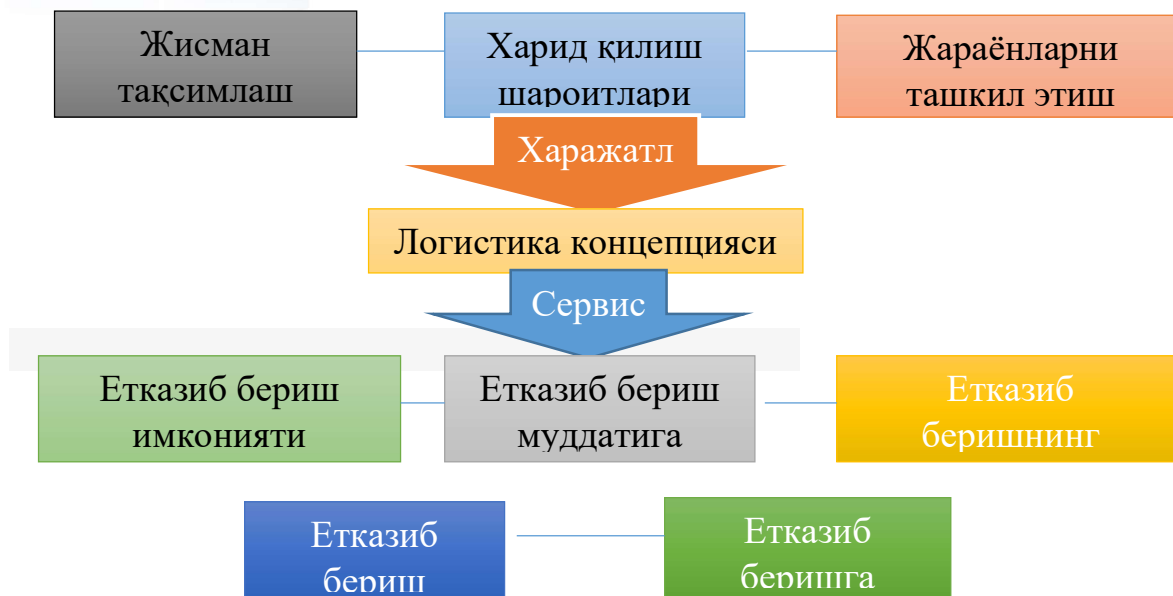 Жисман
тақсимлаш
Харид қилиш
шароитлари
Жараёнларни
ташкил этиш
Харажатл
Логистика концепцияси
Сервис
Етказиб бериш
имконияти
Етказиб бериш
муддатига
Етказиб
беришнинг
Етказиб
бериш
Етказиб
беришга